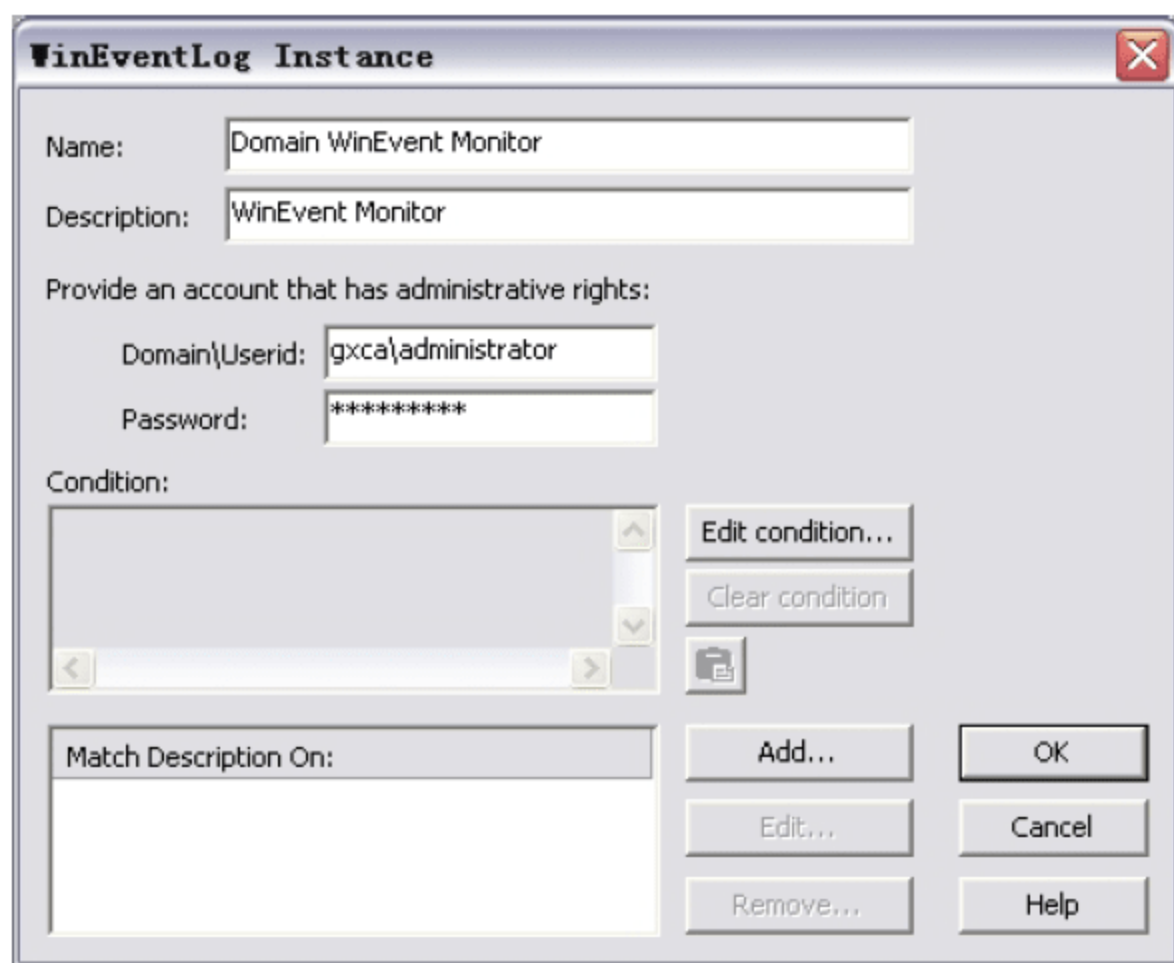 WinEventLog Instance
Name: Domain WinEvent Monitor
Description: WinEvent Monitor
Provide an account that has administrative rights:
Domain\Userid: gxca\administrator
Password: *********
Condition:
Edit condition...
Clear condition
Match Description On:
Add... OK
Edit... Cancel
Remove... Help